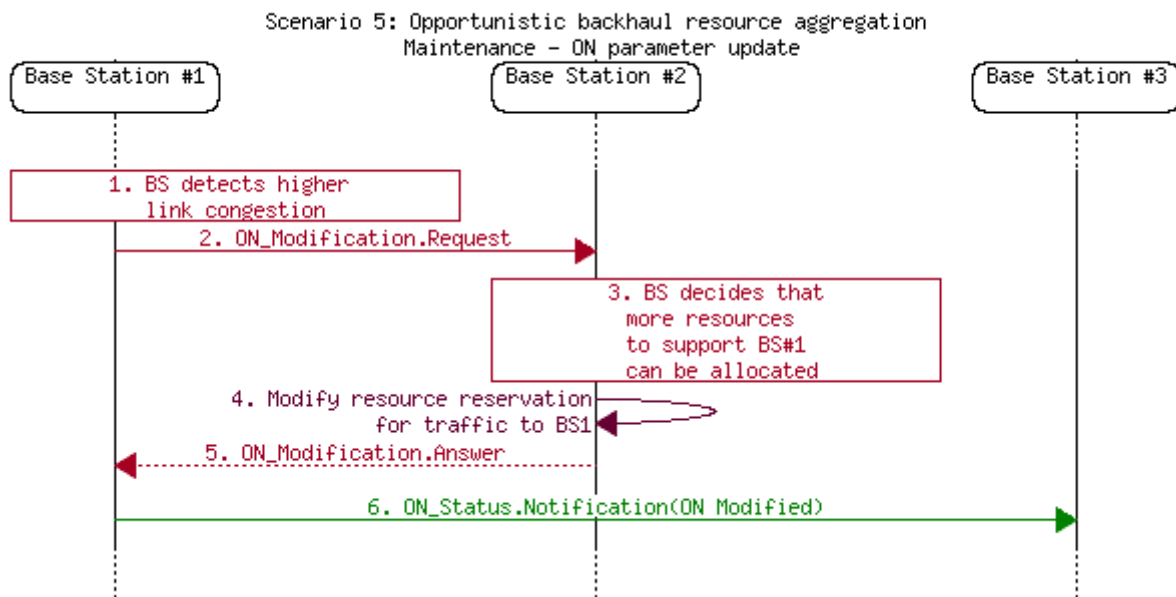 Scenario 5: Opportunistic backhaul resource aggregation
Maintenance - ON parameter update
Base Station #1
Base Station #2
Base Station #3
1. BS detects higher
link congestion
2. ON_Modification.Request
3. BS decides that
more resources
to support BS#1
can be allocated
4. Modify resource reservation
for traffic to BS1
5. ON_Modification.Answer
6. ON_Status.Notification(ON Modified)